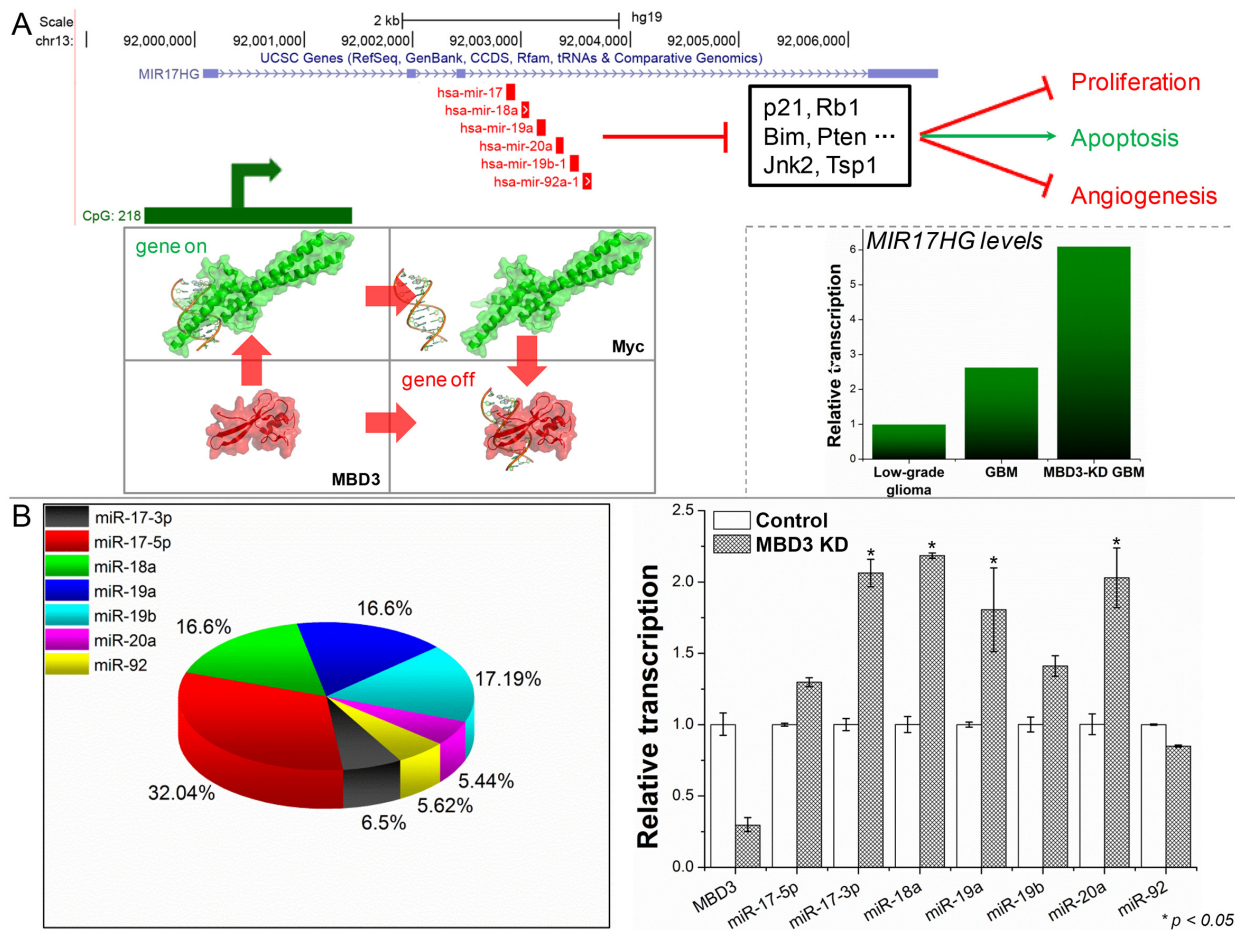 A
Scale
2 kb
hg19
chr13:
92,000,000
92,001,000
92,002,000
92,003,000
92,004,000
92,005,000
92,006,000
UCSC Genes (RefSeq, GenBank, CCDS, Rfam, tRNAs & Comparative Genomics)
MIR17HG
hsa-mir-17
hsa-mir-18a
hsa-mir-19a
hsa-mir-20a
hsa-mir-19b-1
hsa-mir-92a-1
p21, Rb1
Bim, Pten ···
Jnk2, Tsp1
Proliferation
Apoptosis
Angiogenesis
CpG: 218
gene on
Myc
gene off
MBD3
MIR17HG levels
Relative transcription
6
5
4
3
2
1
0
Low-grade
glioma
GBM
MBD3-KD GBM
B
miR-17-3p
miR-17-5p
miR-18a
miR-19a
miR-19b
miR-20a
miR-92
16.6%
16.6%
17.19%
5.44%
5.62%
6.5%
32.04%
Relative transcription
2.5
2.0
1.5
1.0
0.5
0.0
Control
MBD3 KD
*
*
*
*
MBD3
miR-17-5p
miR-17-3p
miR-18a
miR-19a
miR-19b
miR-20a
miR-92
* p < 0.05